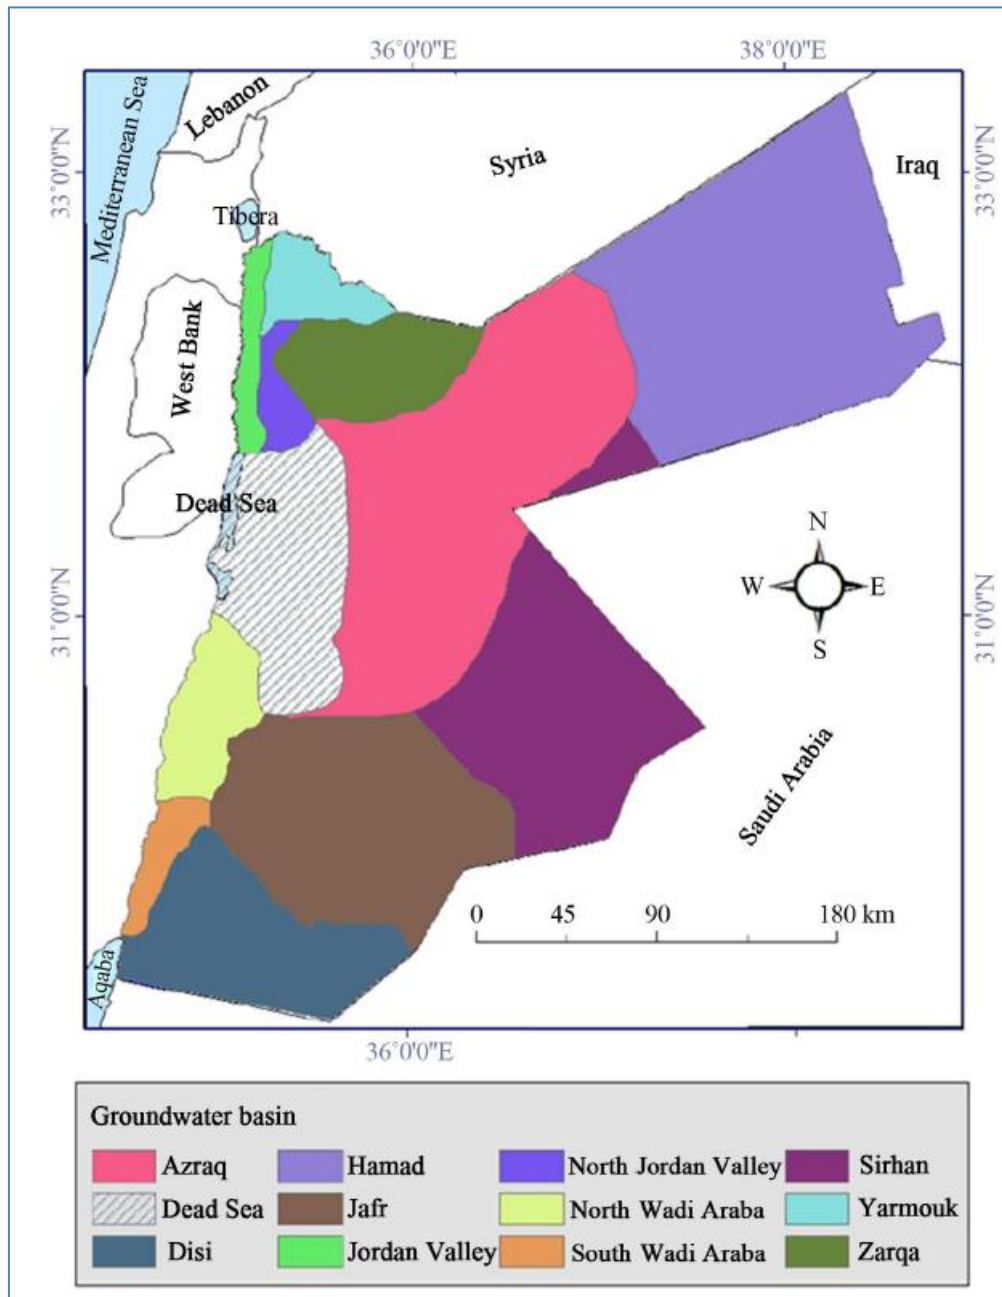 36°0'0"E 38°0'0"E
Mediterranean Sea
Lebanon
Syria
Iraq
33°0'0"N
33°0'0"N
Tibera
West Bank
Dead Sea
N
W E
S
31°0'0"N
31°0'0"N
Saudi Arabia
0 45 90 180 km
Aqaba
36°0'0"E
Groundwater basin
Azraq Hamad North Jordan Valley Sirhan
Dead Sea Jafr North Wadi Araba Yarmouk
Disi Jordan Valley South Wadi Araba Zarqa